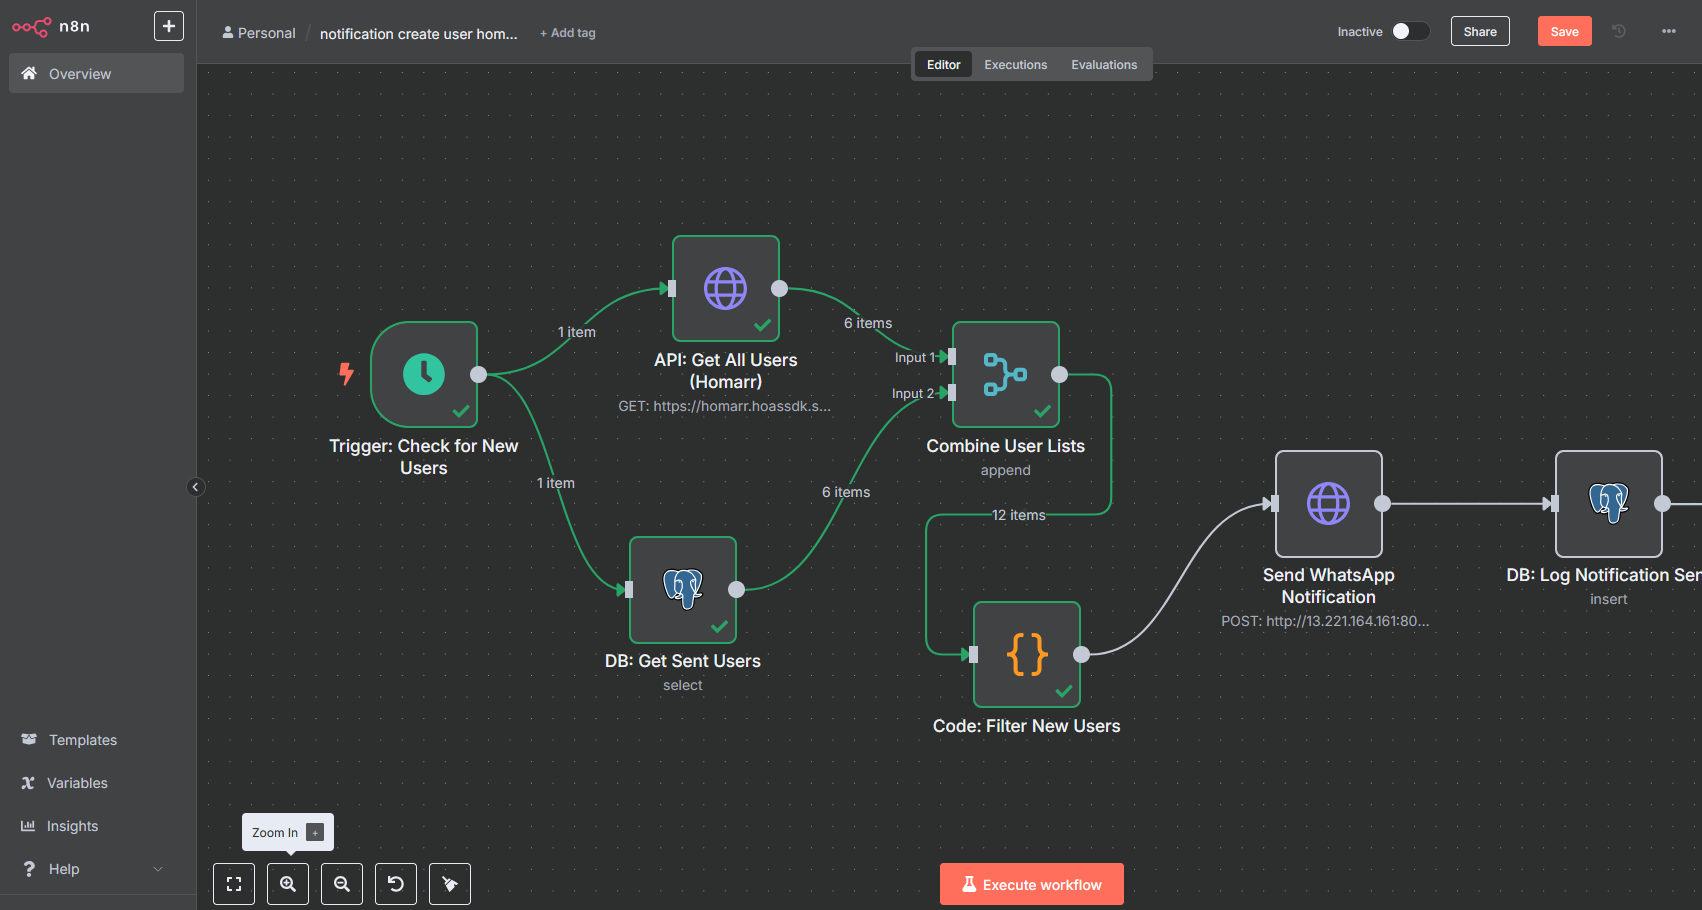 n8n
+
Personal / notification create user hom... + Add tag
Inactive
Share
Save
Overview
Editor
Executions
Evaluations
1 item
6 items
Input 1
API: Get All Users
(Homarr)
GET: https://homarr.hoassdk.s...
Input 2
Trigger: Check for New
Users
Combine User Lists
append
1 item
6 items
12 items
Send WhatsApp
Notification
POST: http://13.221.164.161:80...
DB: Log Notification Sen
insert
DB: Get Sent Users
select
{}
Code: Filter New Users
Templates
Variables
Insights
Help
Zoom In +
Execute workflow